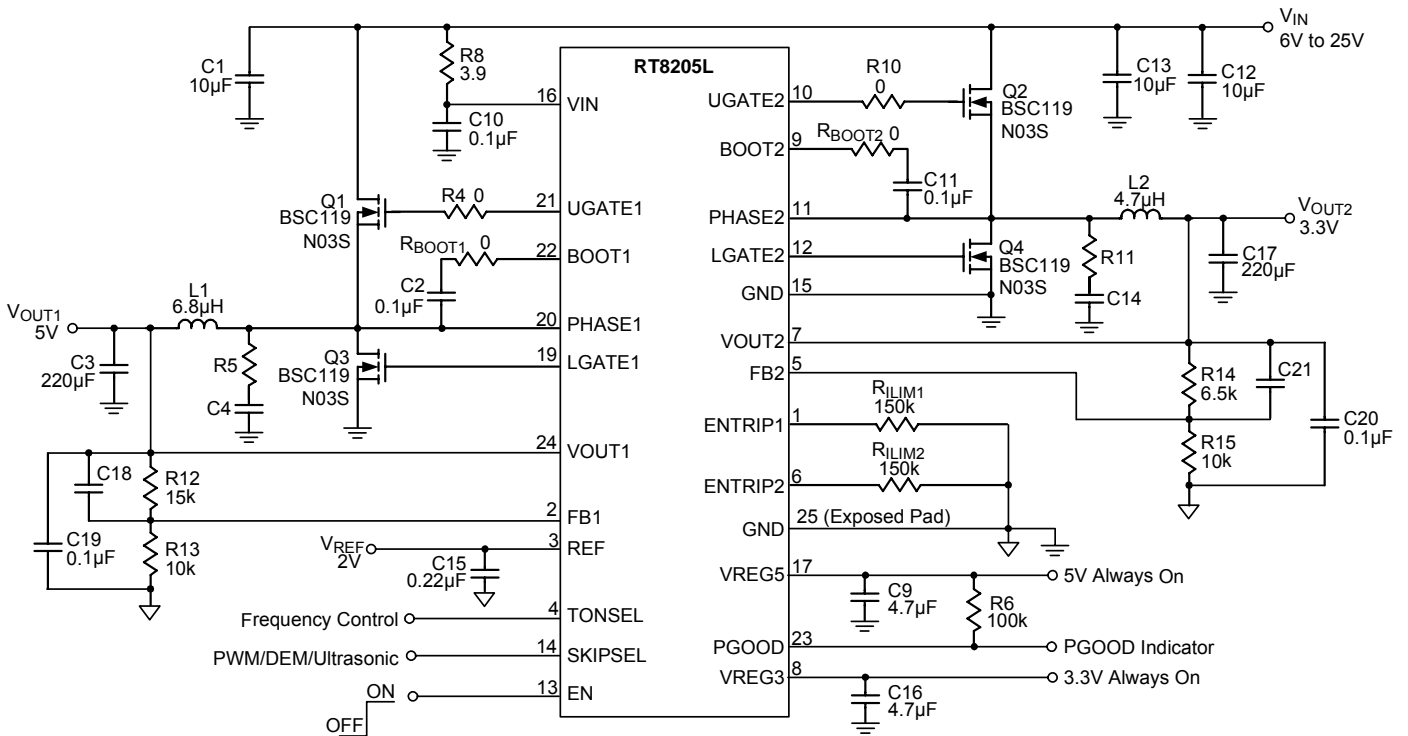 RT8205L
VIN
6V to 25V
C1
10µF
R8
3.9
C10
0.1µF
16
VIN
UGATE2
10
R10
0
Q2
BSC119
N03S
C13
10µF
C12
10µF
BOOT2
9
RBOOT2 0
C11
0.1µF
Q1
BSC119
N03S
R4 0
21
UGATE1
PHASE2
11
L2
4.7µH
VOUT2
3.3V
RBOOT1 0
22
BOOT1
LGATE2
12
Q4
BSC119
N03S
R11
C14
C17
220µF
C2
0.1µF
GND
15
L1
6.8µH
VOUT1
5V
20
PHASE1
VOUT2
7
C3
220µF
R5
C4
Q3
BSC119
N03S
19
LGATE1
FB2
5
R14
6.5k
C21
RILIM1
150k
ENTRIP1
1
R15
10k
C20
0.1µF
24
VOUT1
C18
R12
15k
RILIM2
150k
ENTRIP2
6
2
FB1
GND
25 (Exposed Pad)
C19
0.1µF
R13
10k
VREF
2V
3
REF
C15
0.22µF
VREG5
17
5V Always On
C9
4.7µF
R6
100k
Frequency Control
4
TONSEL
PGOOD
23
PGOOD Indicator
PWM/DEM/Ultrasonic
14
SKIPSEL
VREG3
8
3.3V Always On
ON
13
EN
C16
4.7µF
OFF